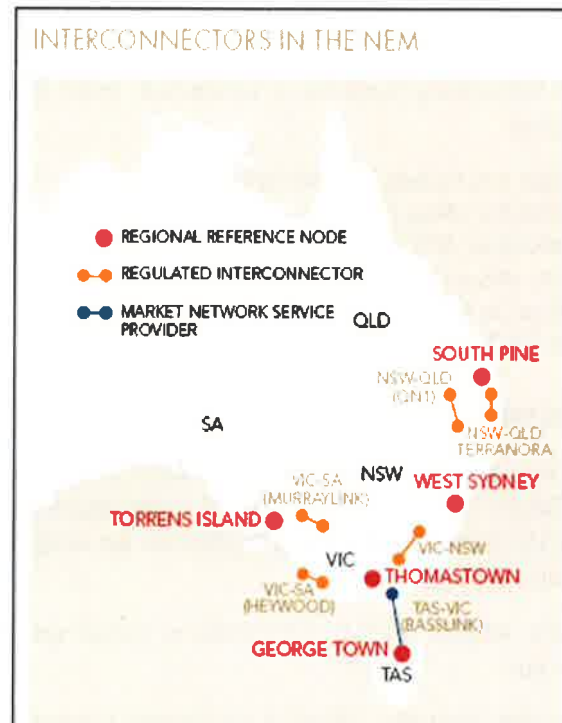 INTERCONNECTORS IN THE NEM
REGIONAL REFERENCE NODE
REGULATED INTERCONNECTOR
MARKET NETWORK SERVICE
PROVIDER
QLD
SOUTH PINE
NSW-QLD
(QN1)
NSW-QLD
TERRANORA
SA
NSW
WEST SYDNEY
VIC-SA
(MURRAYLINK)
TORRENS ISLAND
VIC-NSW
VIC
THOMASTOWN
VIC-SA
(HEYWOOD)
TAS-VIC
(BASSLINK)
GEORGE TOWN
TAS